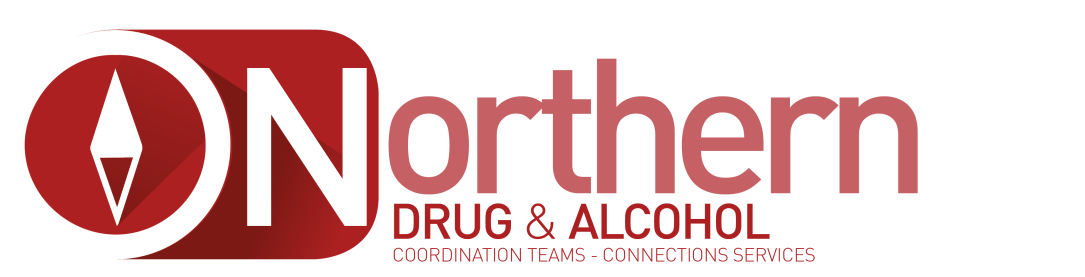 Northern
DRUG & ALCOHOL
COORDINATION TEAMS - CONNECTIONS SERVICES